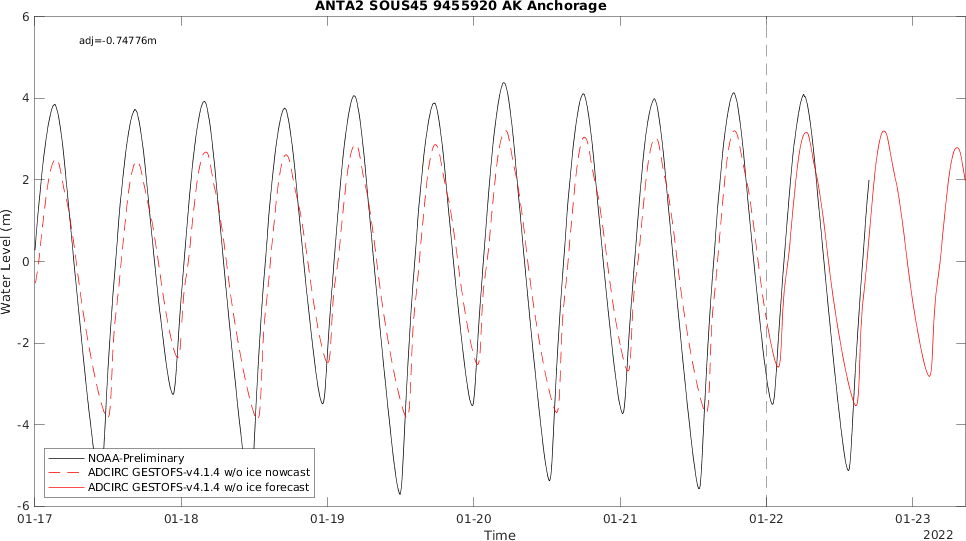 ANTA2 SOUS45 9455920 AK Anchorage
adj=-0.74776m
6
4
2
0
-2
-4
-6
Water Level (m)
NOAA-Preliminary
ADCIRC GESTOFS-v4.1.4 w/o ice nowcast
ADCIRC GESTOFS-v4.1.4 w/o ice forecast
01-17 01-18 01-19 01-20 01-21 01-22 01-23
Time
2022